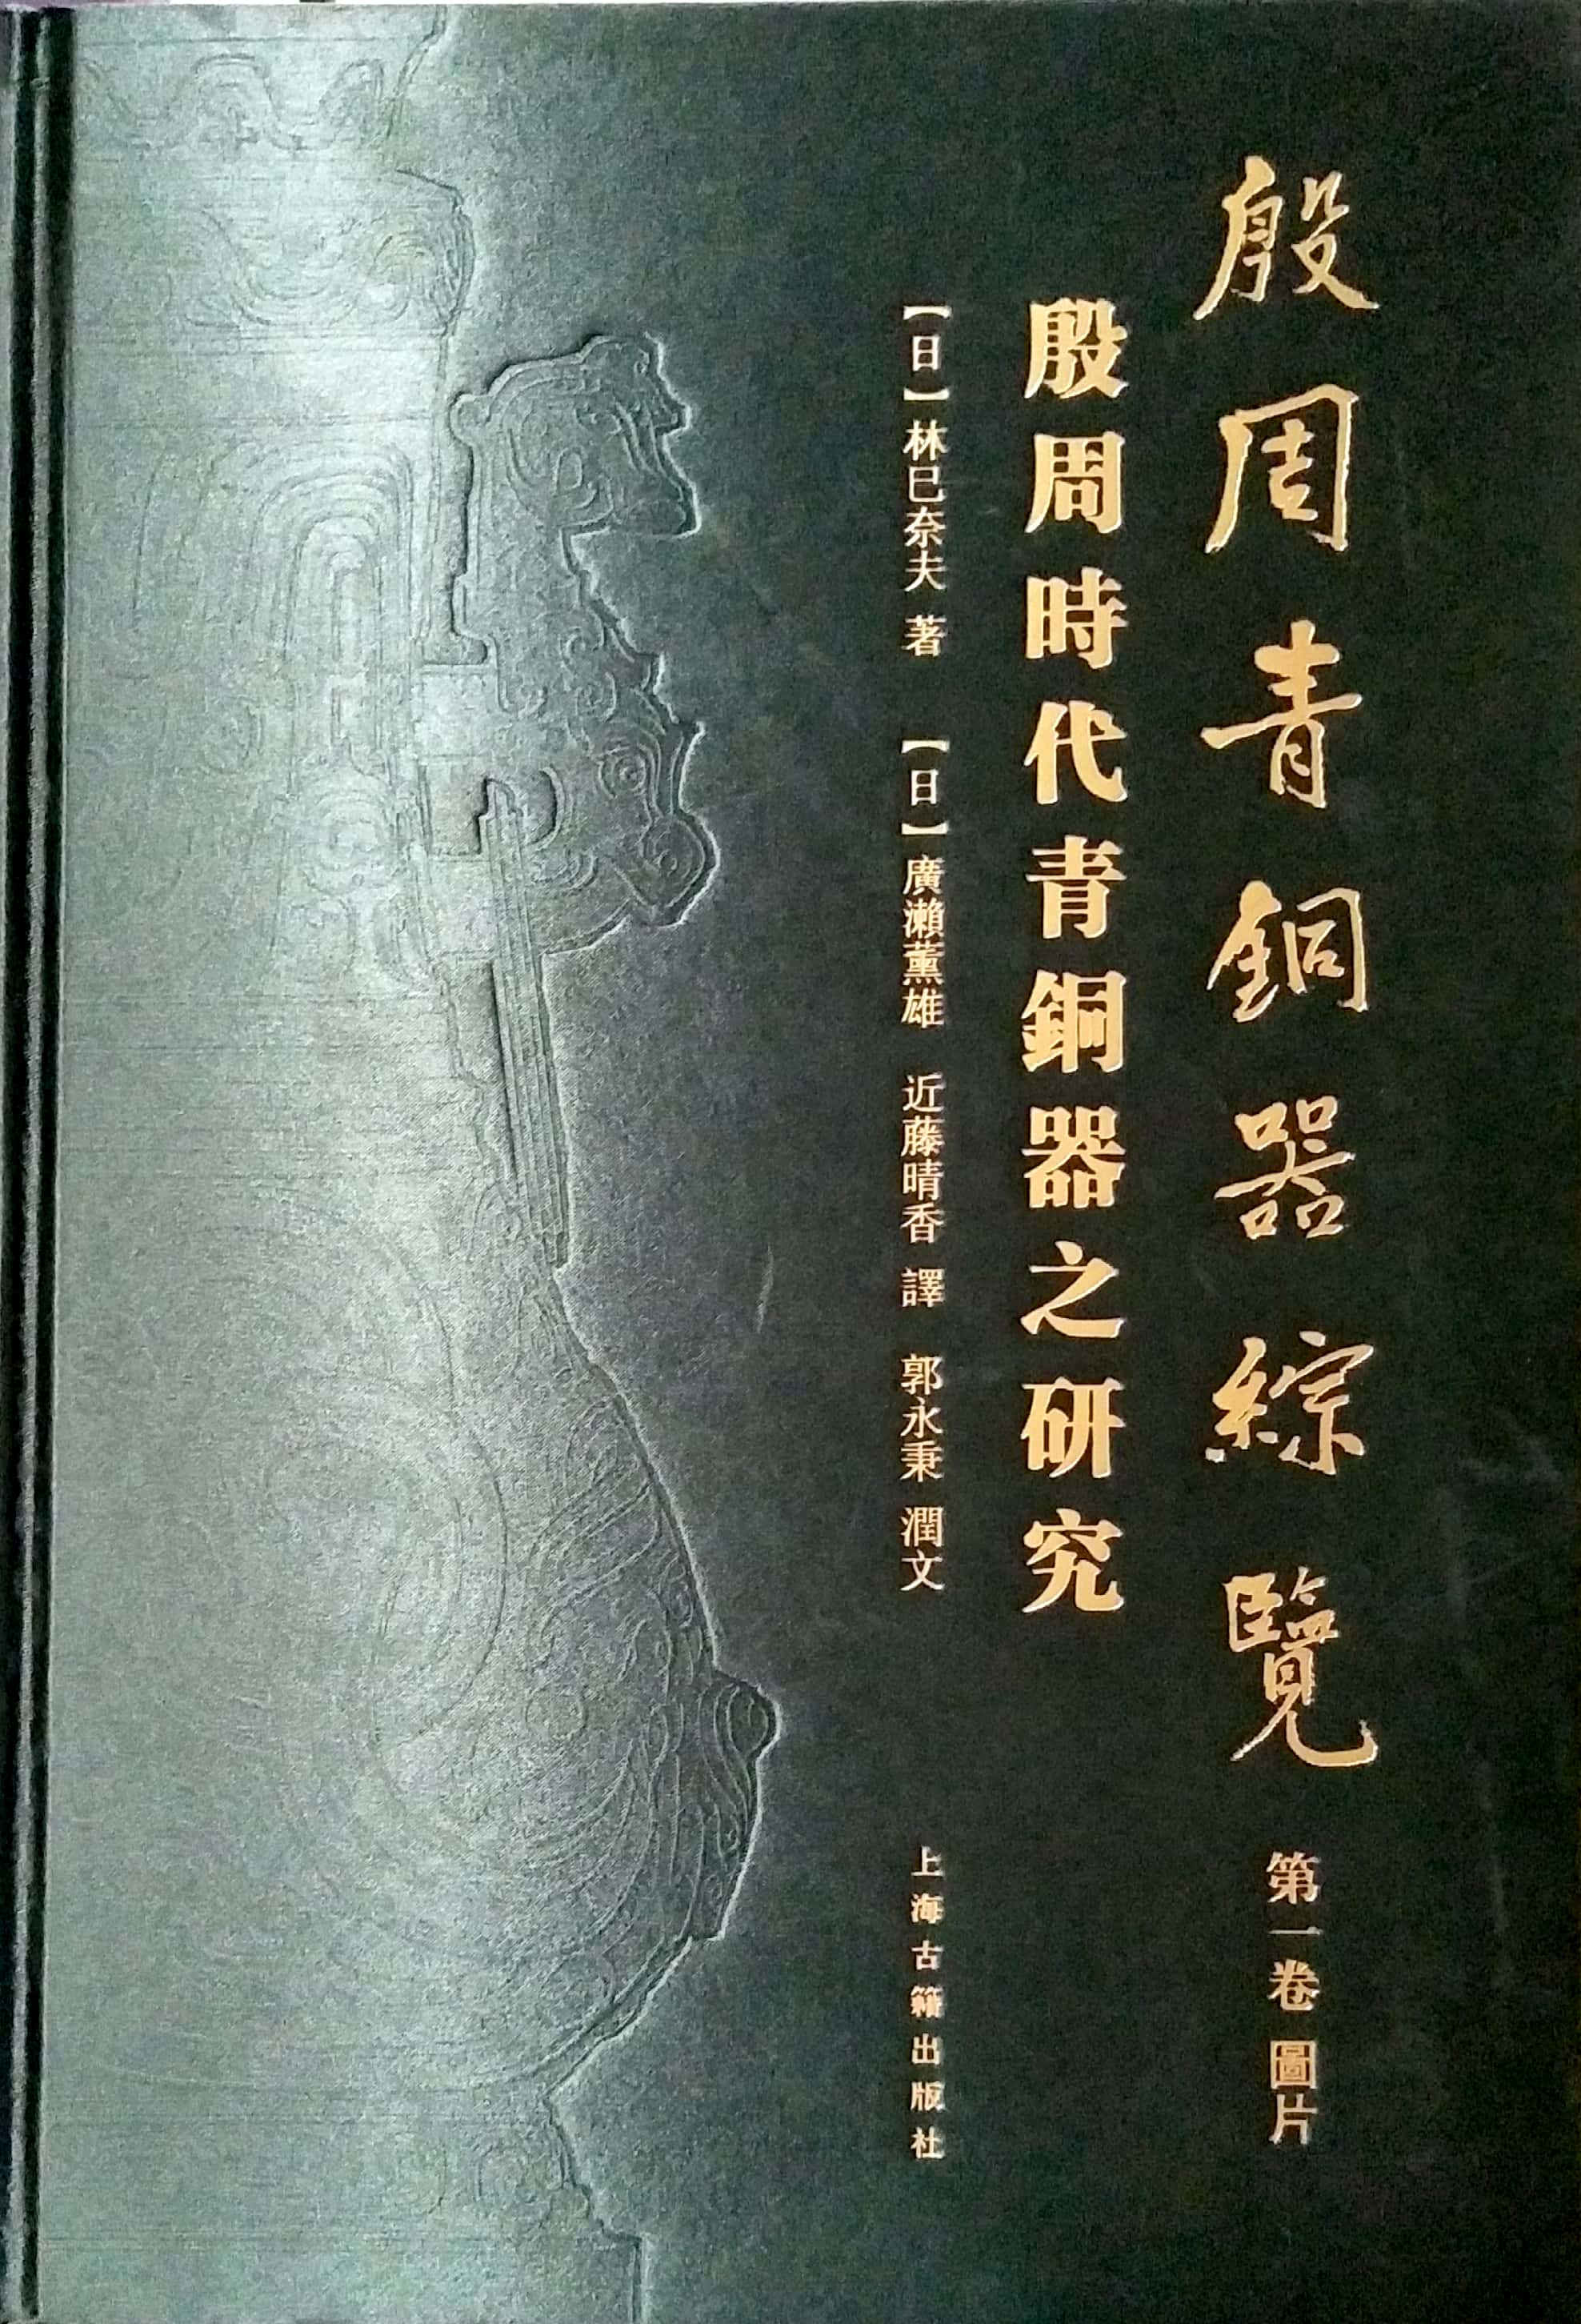 殷周青銅器綜覽
第一卷 圖片
殷周時代青銅器之研究
【日】林巳奈夫 著 【日】廣瀨薰雄 近藤晴香 譯 郭永秉 潤文
上海古籍出版社